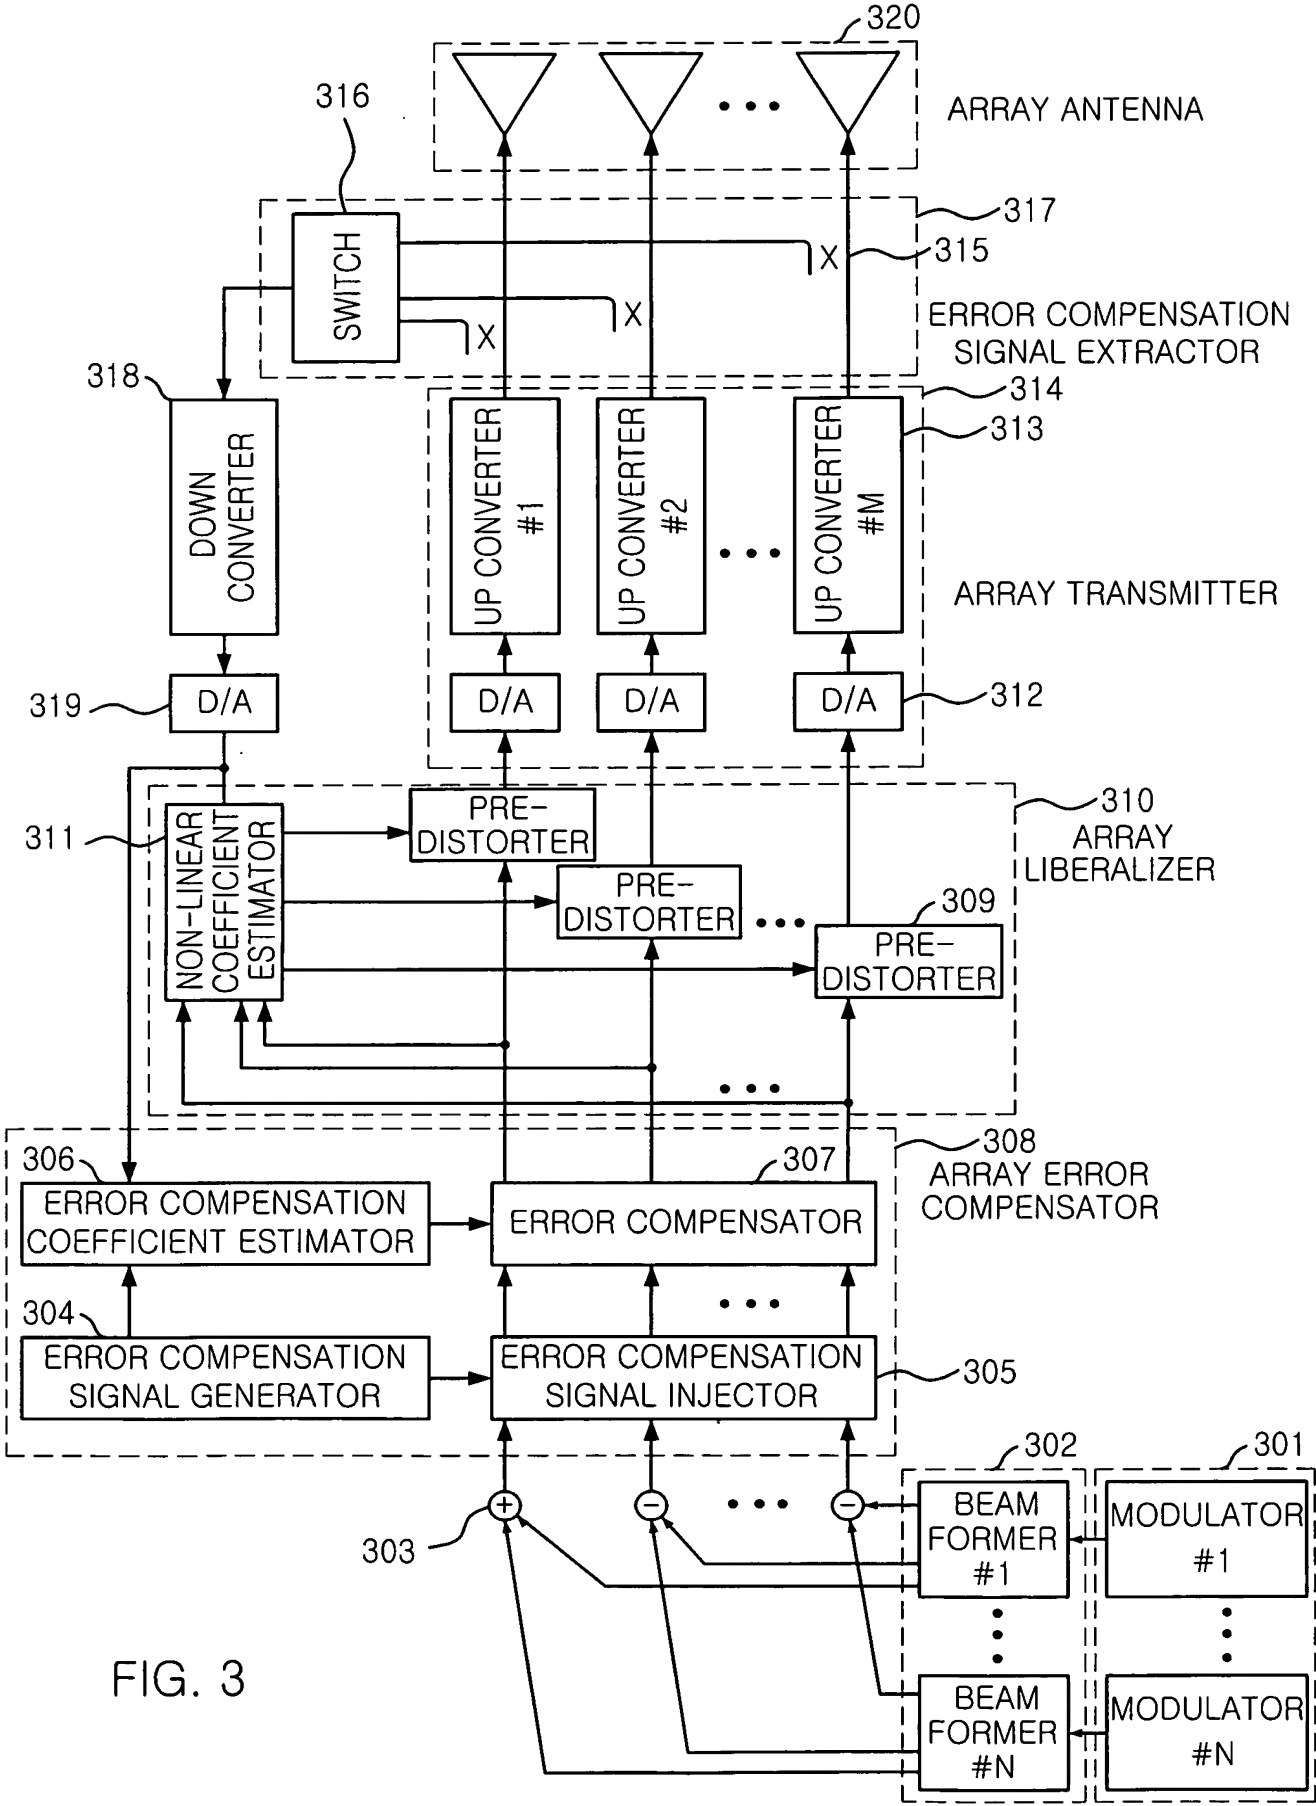 320
316
ARRAY ANTENNA
317
315
X
SWITCH
X
X
ERROR COMPENSATION
SIGNAL EXTRACTOR
318
314
313
DOWN
CONVERTER
UP CONVERTER
#1
UP CONVERTER
#2
UP CONVERTER
#M
ARRAY TRANSMITTER
319
D/A
D/A
D/A
D/A
312
311
NON-LINEAR
COEFFICIENT
ESTIMATOR
PRE-
DISTORTER
310
ARRAY
LIBERALIZER
PRE-
DISTORTER
309
PRE-
DISTORTER
308
ARRAY ERROR
COMPENSATOR
306
307
ERROR COMPENSATION
COEFFICIENT ESTIMATOR
ERROR COMPENSATOR
304
ERROR COMPENSATION
SIGNAL GENERATOR
ERROR COMPENSATION
SIGNAL INJECTOR
305
302
301
+
−
−
303
BEAM
FORMER
#1
MODULATOR
#1
BEAM
FORMER
#N
MODULATOR
#N
FIG. 3